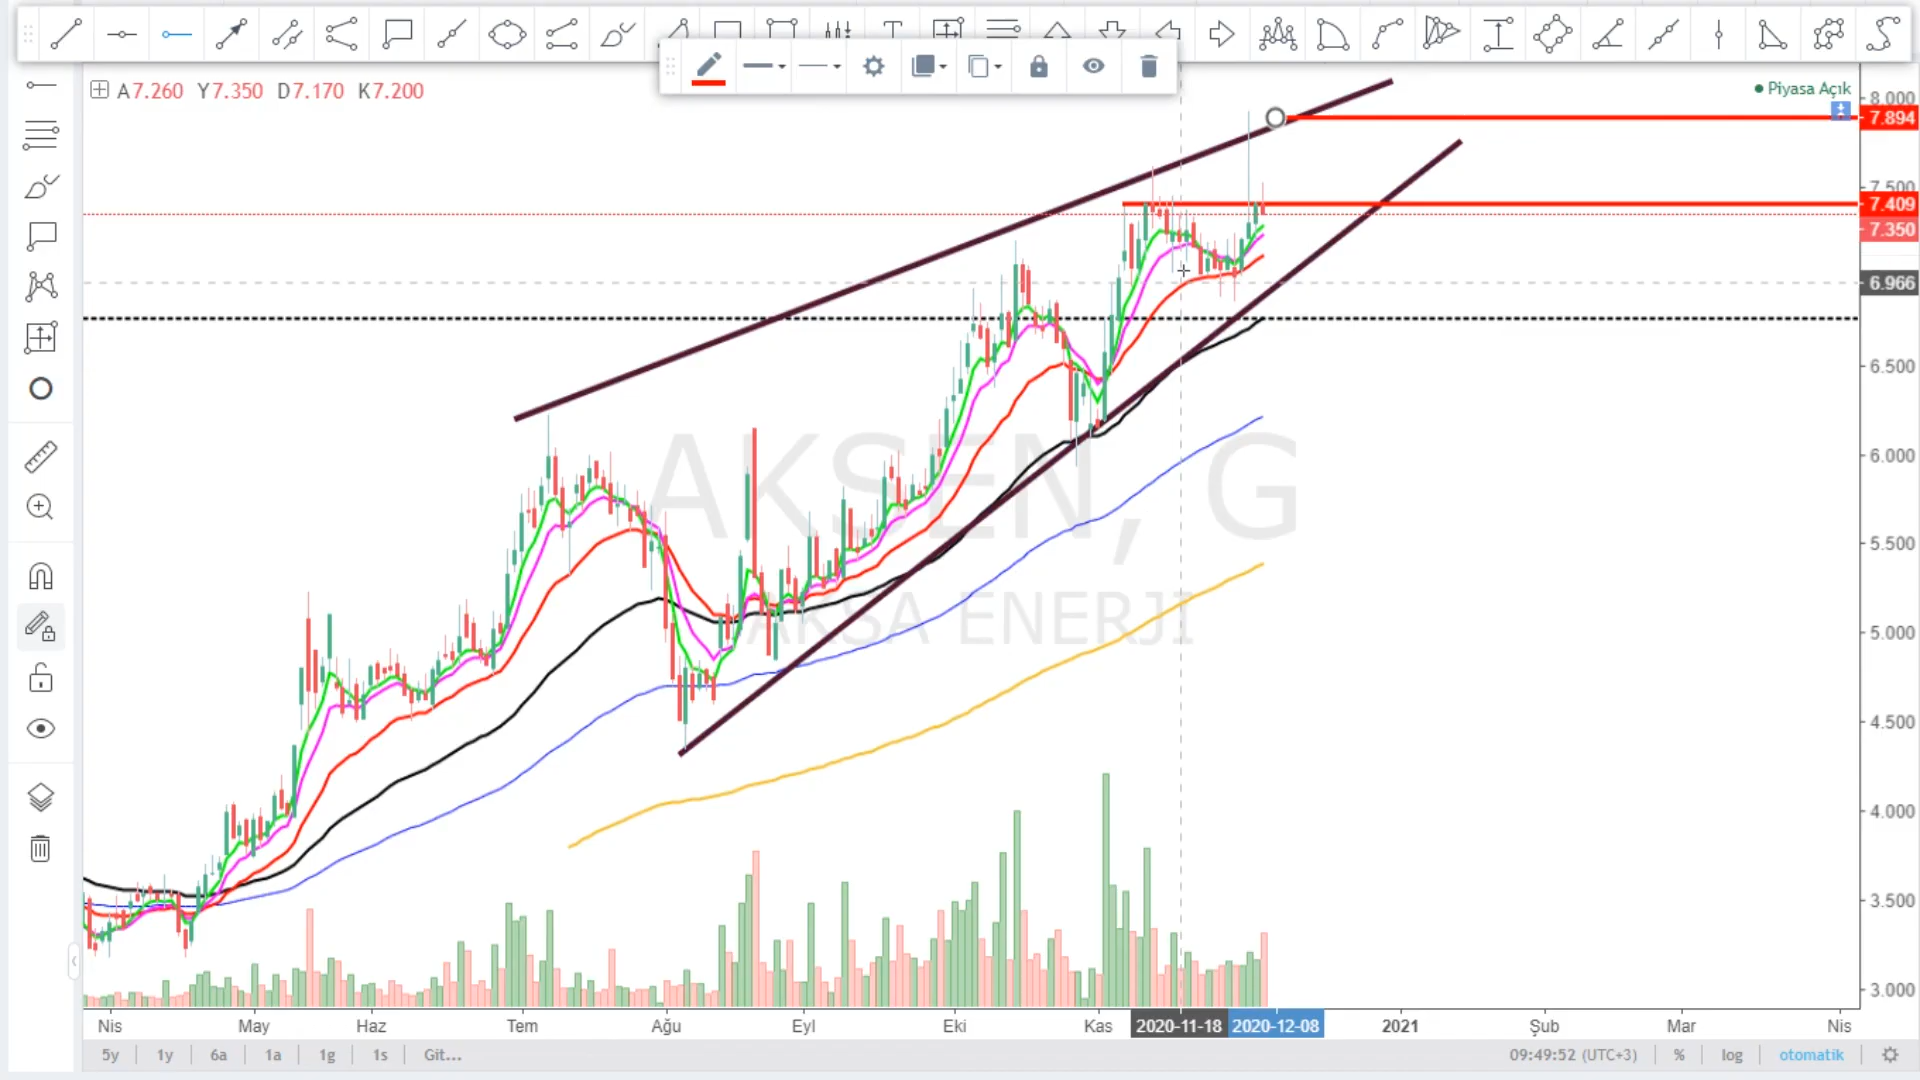 A7.260 Y7.350 D7.170 K7.200
Piyasa Açık
8.000
7.894
7.500
7.409
7.350
6.966
6.500
6.000
5.500
5.000
4.500
4.000
3.500
3.000
AKSEN, G
AKSA ENERJİ
Nis May Haz Tem Ağu Eyl Eki Kas 2020-11-18 2020-12-08 2021 Şub Mar Nis
5y 1y 6a 1a 1g 1s Git... 09:49:52 (UTC+3) % log otomatik